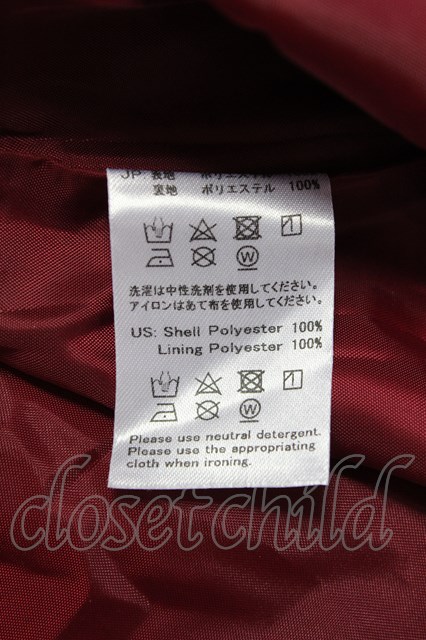 JP: 表地 ポリエステル 100%
裏地 ポリエステル 100%
W
洗濯は中性洗剤を使用してください。
アイロンはあて布を使用してください。
US: Shell Polyester 100%
Lining Polyester 100%
W
Please use neutral detergent.
Please use the appropriating
cloth when ironing.
closetchild